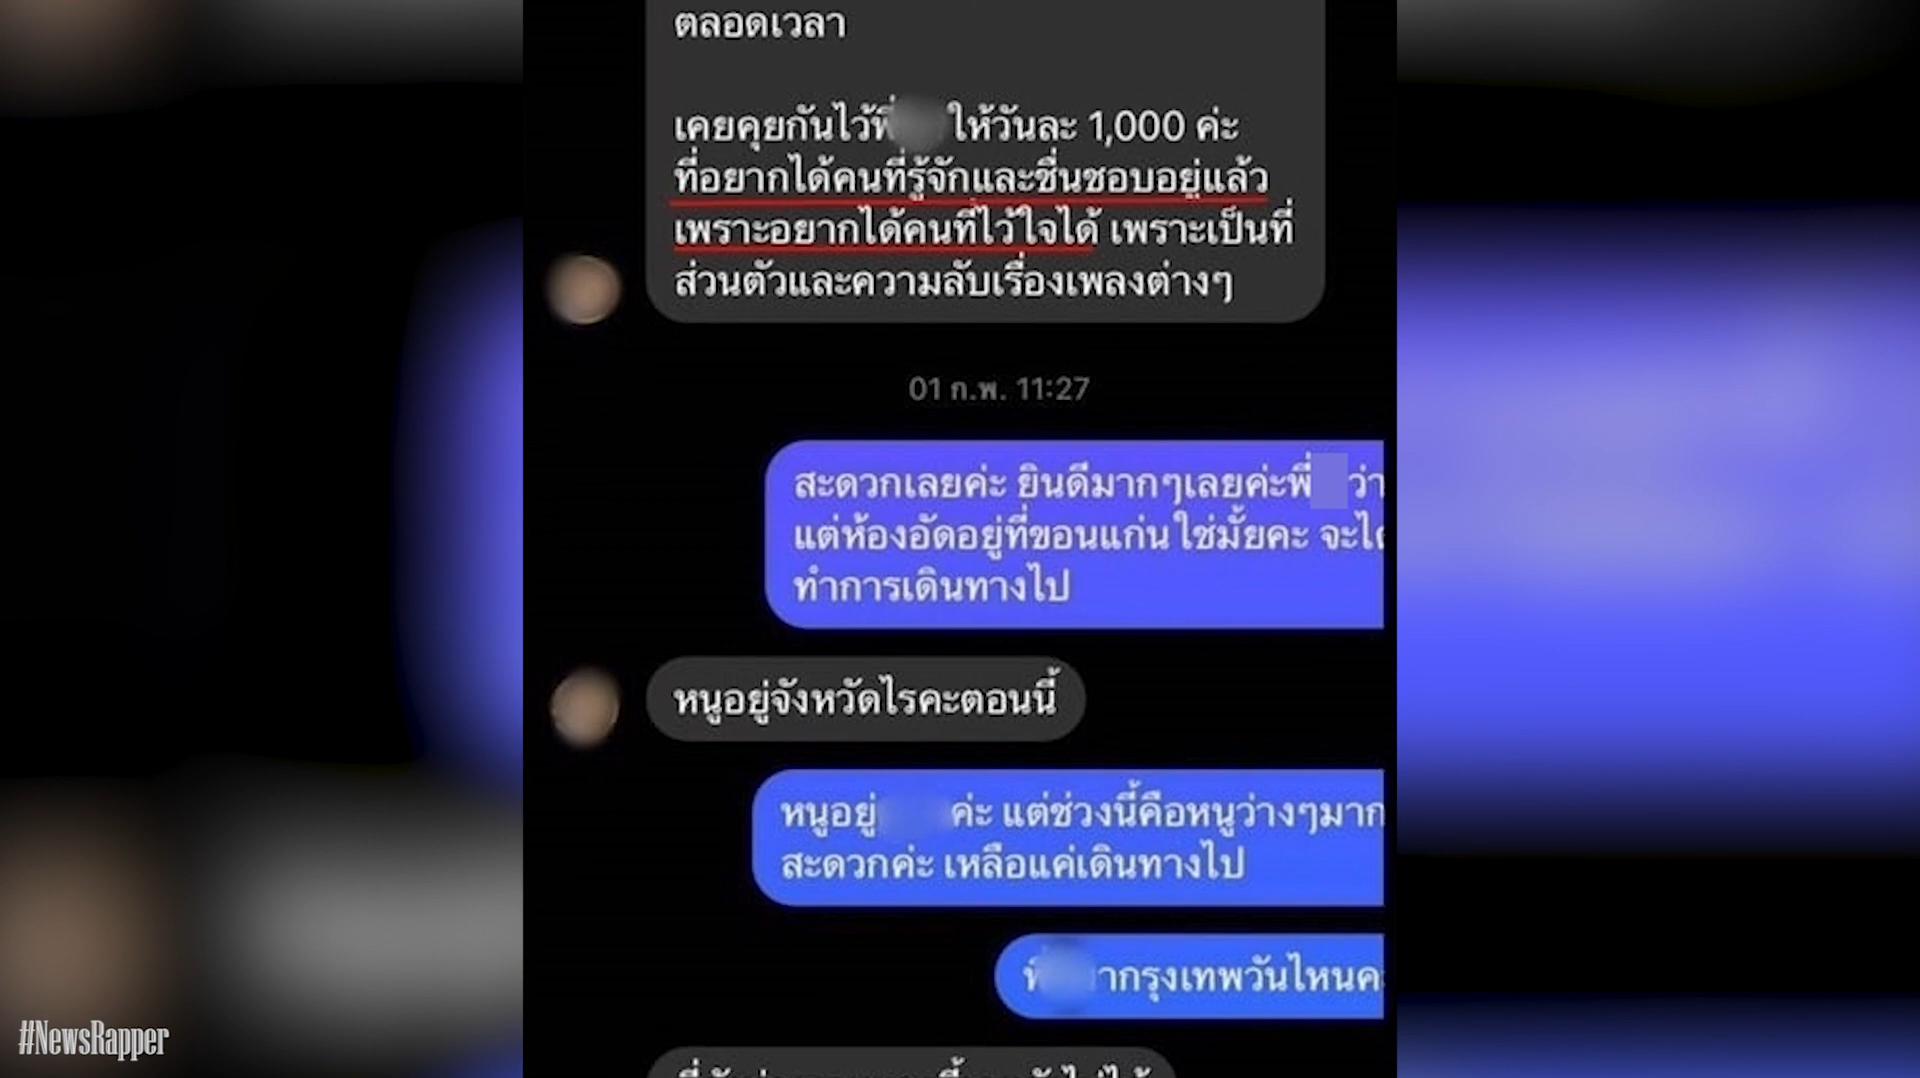 ตลอดเวลา
เคยคุยกันไว้พี่ ให้วันละ 1,000 ค่ะ
ที่อยากได้คนที่รู้จักและชื่นชอบอยู่แล้ว
เพราะอยากได้คนที่ไว้ใจได้ เพราะเป็นที่
ส่วนตัวและความลับเรื่องเพลงต่างๆ
01 ก.พ. 11:27
สะดวกเลยค่ะ ยินดีมากๆเลยค่ะพี่ ว่า
แต่ห้องอัดอยู่ที่ขอนแก่นใช่มั้ยคะ
ทำการเดินทางไป
หนูอยู่จังหวัดไรคะตอนนี้
หนูอยู่ ค่ะ แต่ช่วงนี้คือหนูว่างๆมาก
สะดวกค่ะ เหลือแค่เดินทางไป
ากรุงเทพวันไหนคะ
#NewsRapper